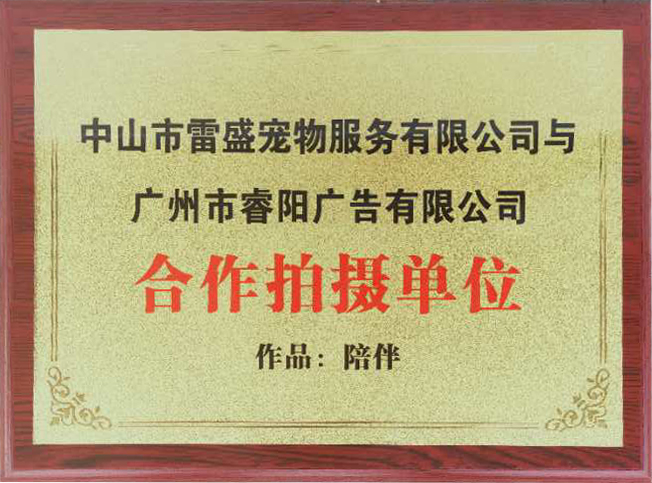 中山市雷盛宠物服务有限公司与
广州市睿阳广告有限公司
合作拍摄单位
作品：陪伴